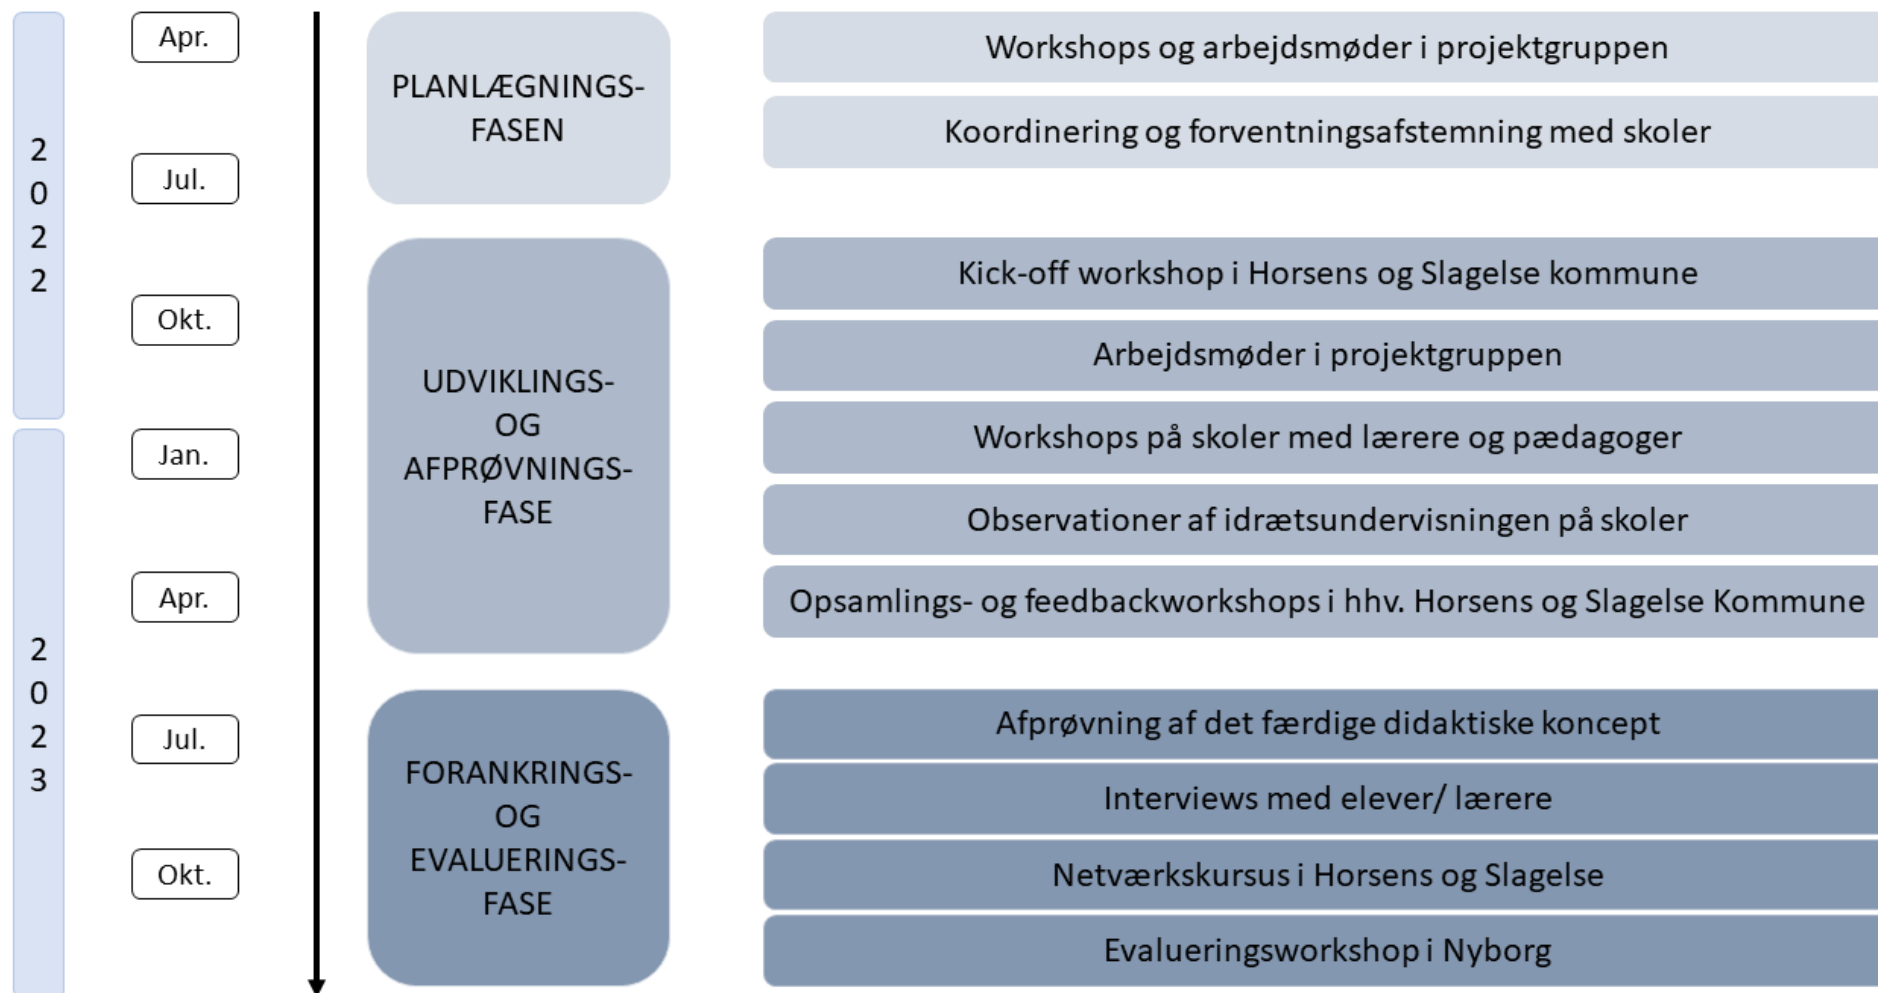 2
0
2
2
2
0
2
3
Apr.
Jul.
Okt.
Jan.
Apr.
Jul.
Okt.
PLANLÆGNINGS-
FASEN
Workshops og arbejdsmøder i projektgruppen
Koordinering og forventningsafstemning med skoler
UDVIKLINGS-
OG
AFPRØVNINGS-
FASE
Kick-off workshop i Horsens og Slagelse kommune
Arbejdsmøder i projektgruppen
Workshops på skoler med lærere og pædagoger
Observationer af idrætsundervisningen på skoler
Opsamlings- og feedbackworkshops i hhv. Horsens og Slagelse Kommune
FORANKRINGS-
OG
EVALUERINGS-
FASE
Afprøvning af det færdige didaktiske koncept
Interviews med elever/ lærere
Netværkskursus i Horsens og Slagelse
Evalueringsworkshop i Nyborg